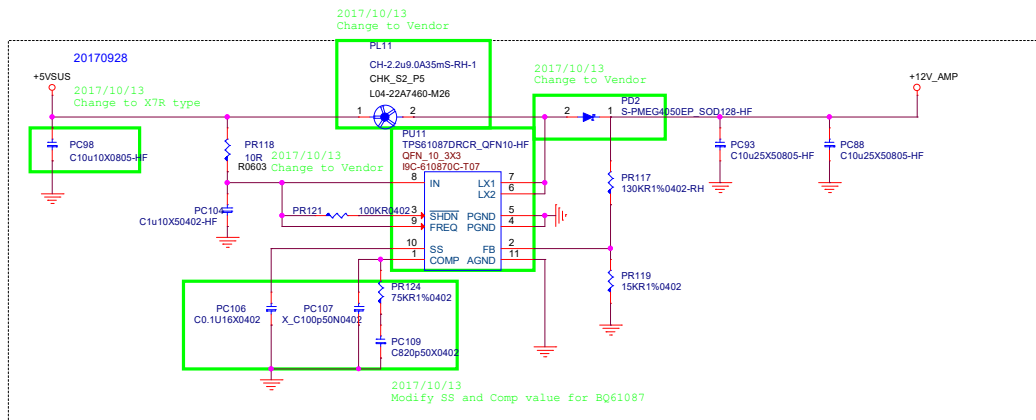 2017/10/13
Change to Vendor
PL11
CH-2.2u9.0A35mS-RH-1
CHK_S2_P5
L04-22A7460-M26
1
2
20170928
+5VSUS
2017/10/13
Change to X7R type
PC98
C10u10X0805-HF
2017/10/13
Change to Vendor
2
1
PD2
S-PMEG4050EP_SOD128-HF
+12V_AMP
PR118
10R
R0603
2017/10/13
Change to Vendor
PU11
TPS61087DRCR_QFN10-HF
QFN_10_3X3
I9C-610870C-T07
PC93
C10u25X50805-HF
PC88
C10u25X50805-HF
PC104
C1u10X50402-HF
PR121
100KR0402
8
IN
3
SHDN
9
FREQ
10
SS
1
COMP
LX1
7
LX2
6
PGND
5
PGND
4
FB
2
AGND
11
PR117
130KR1%0402-RH
PR119
15KR1%0402
PC106
C0.1U16X0402
PC107
X_C100p50N0402
PR124
75KR1%0402
PC109
C820p50X0402
2017/10/13
Modify SS and Comp value for BQ61087